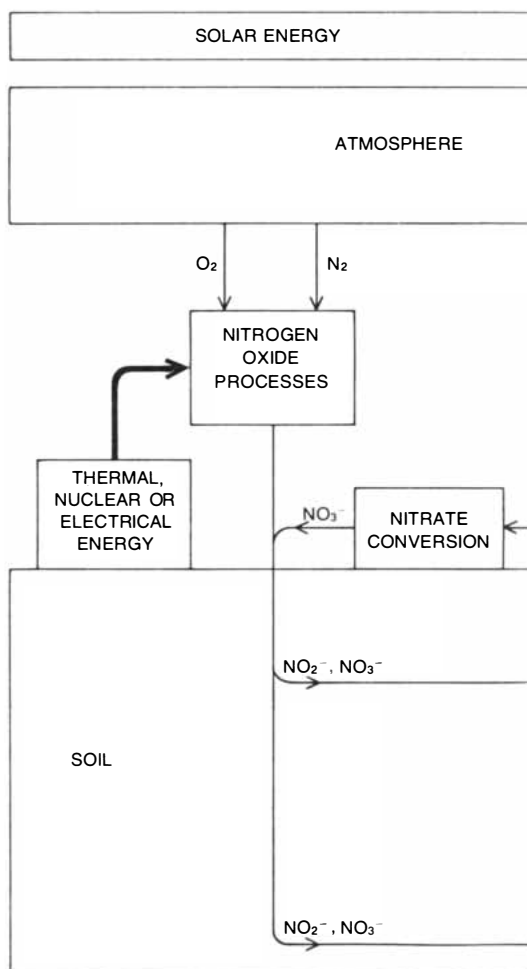 SOLAR ENERGY
ATMOSPHERE
O₂
N₂
NITROGEN
OXIDE
PROCESSES
THERMAL,
NUCLEAR OR
ELECTRICAL
ENERGY
NO₃⁻
NITRATE
CONVERSION
NO₂⁻, NO₃⁻
SOIL
NO₂⁻, NO₃⁻